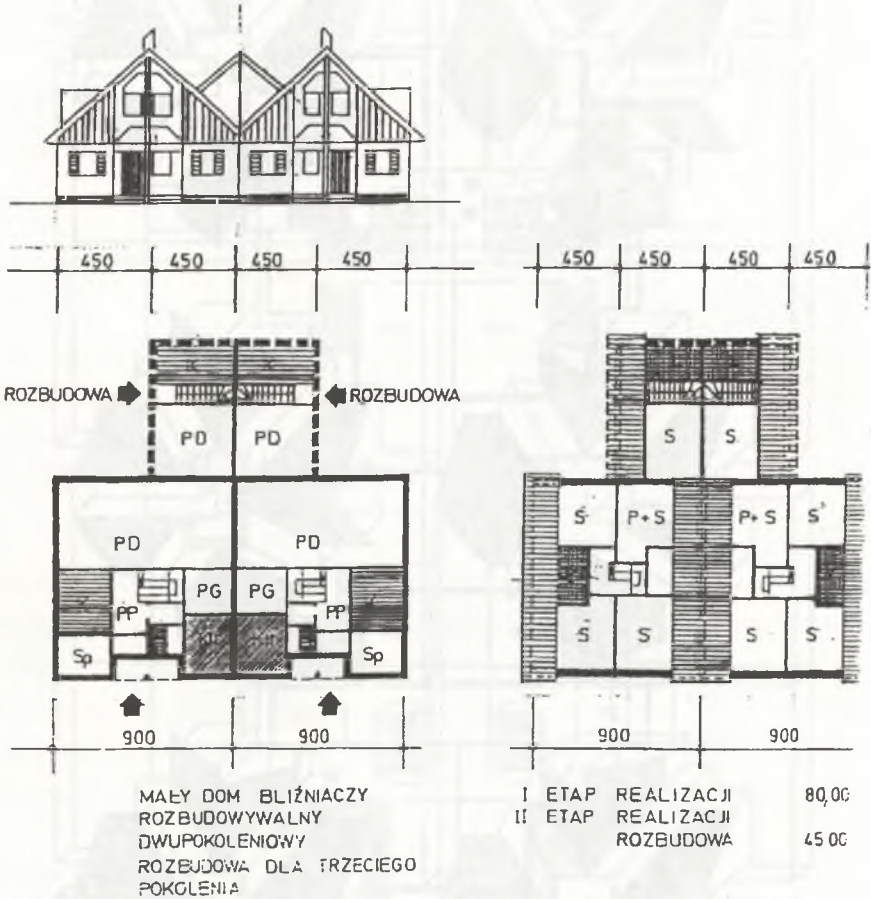 450 450 450 450
450 450 450 450
ROZBUDOWA ROZBUDOWA
PD PD
S S
PD PD
S P+S P+S S
PG PG
PP PP
Sp Sp
S S S S
900 900
900 900
MAŁY DOM BLIŹNIACZY
ROZBUDOWYWALNY
DWUPOKOLENIOWY
ROZBUDOWA DLA TRZECIEGO
POKOLENIA
I ETAP REALIZACJI 80,00
II ETAP REALIZACJI
ROZBUDOWA 45 00